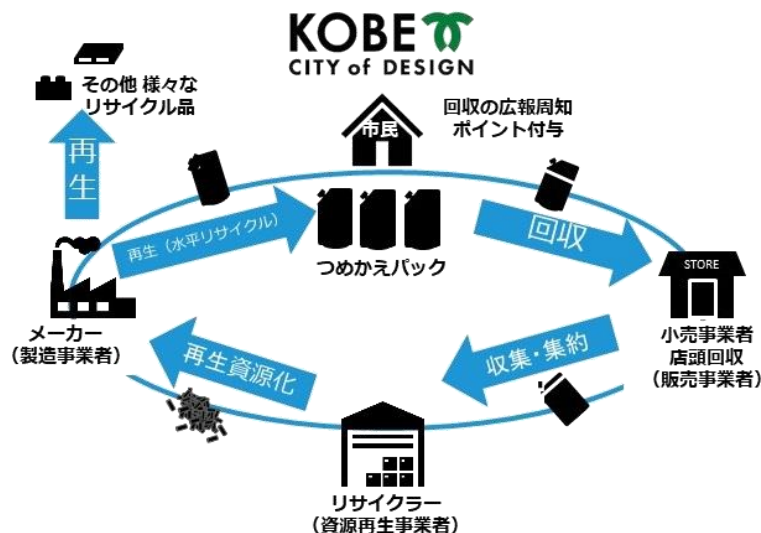 KOBE
CITY of DESIGN
その他 様々な
リサイクル品
再生
市民
回収の広報周知
ポイント付与
再生（水平リサイクル）
つめかえパック
回収
STORE
メーカー
（製造事業者）
小売事業者
店頭回収
（販売事業者）
再生資源化
収集・集約
リサイクラー
（資源再生事業者）